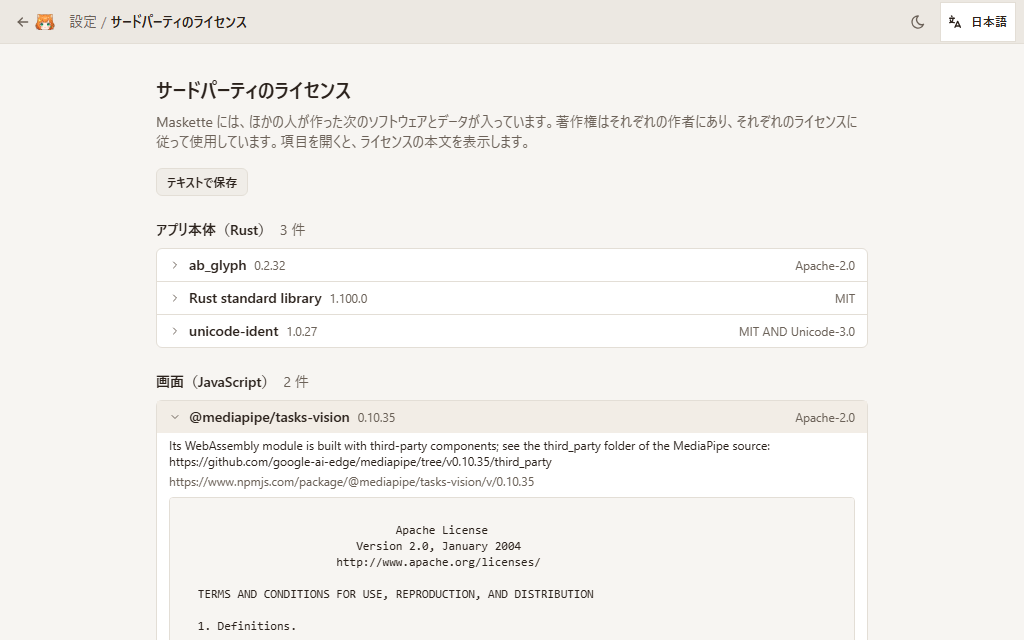 設定 / サードパーティのライセンス
日本語
サードパーティのライセンス
Maskette には、ほかの人が作った次のソフトウェアとデータが入っています。著作権はそれぞれの作者にあり、それぞれのライセンスに
従って使用しています。項目を開くと、ライセンスの本文を表示します。
テキストで保存
アプリ本体（Rust） 3 件
ab_glyph 0.2.32 Apache-2.0
Rust standard library 1.100.0 MIT
unicode-ident 1.0.27 MIT AND Unicode-3.0
画面（JavaScript） 2 件
@mediapipe/tasks-vision 0.10.35 Apache-2.0
Its WebAssembly module is built with third-party components; see the third_party folder of the MediaPipe source:
https://github.com/google-ai-edge/mediapipe/tree/v0.10.35/third_party
https://www.npmjs.com/package/@mediapipe/tasks-vision/v/0.10.35
Apache License
Version 2.0, January 2004
http://www.apache.org/licenses/
TERMS AND CONDITIONS FOR USE, REPRODUCTION, AND DISTRIBUTION
1. Definitions.